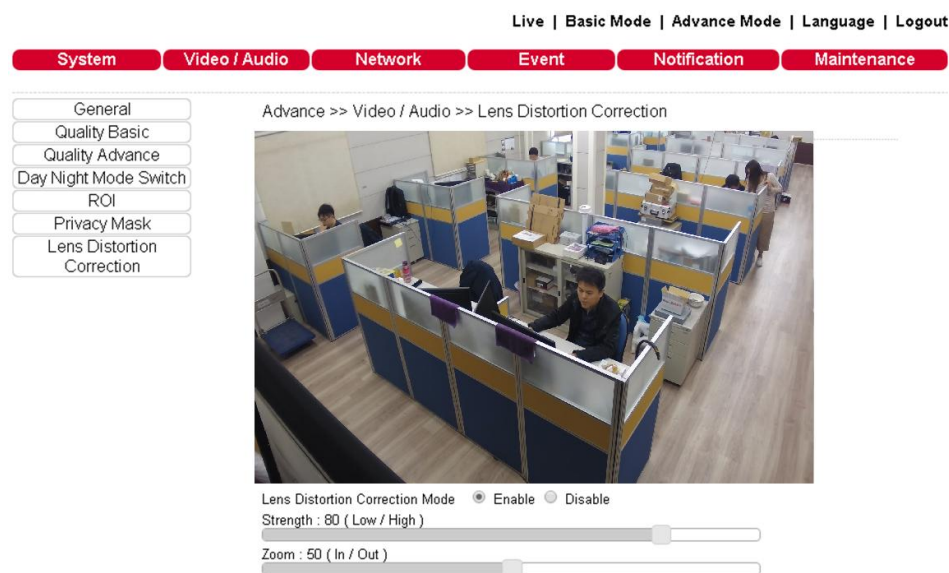 Live | Basic Mode | Advance Mode | Language | Logout
System Video / Audio Network Event Notification Maintenance
General
Quality Basic
Quality Advance
Day Night Mode Switch
ROI
Privacy Mask
Lens Distortion
Correction
Advance >> Video / Audio >> Lens Distortion Correction
Lens Distortion Correction Mode Enable Disable
Strength : 80 ( Low / High )
Zoom : 50 ( In / Out )